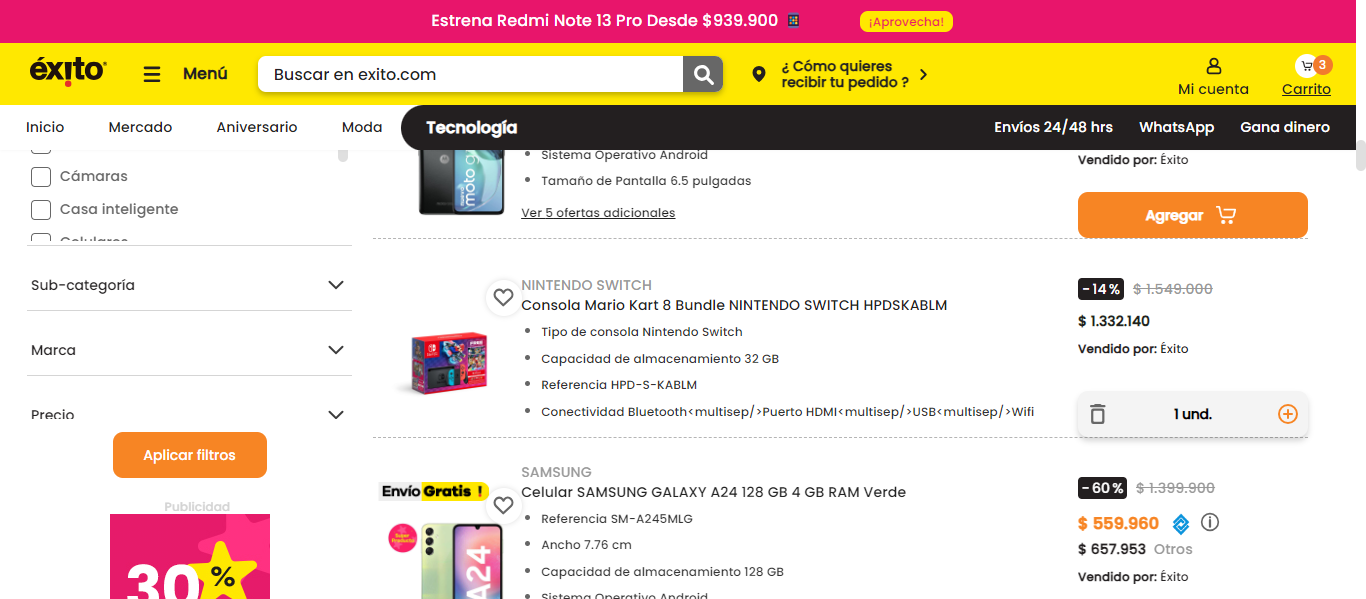 Estrena Redmi Note 13 Pro Desde $939.900
¡Aprovecha!
éxito
Menú
Buscar en exito.com
¿ Cómo quieres
recibir tu pedido ?
Mi cuenta
3
Carrito
Inicio
Mercado
Aniversario
Moda
Tecnología
Envíos 24/48 hrs
WhatsApp
Gana dinero
Cámaras
Casa inteligente
Celulares
Sub-categoría
Marca
Precio
Aplicar filtros
Publicidad
30%
Sistema Operativo Android
Tamaño de Pantalla 6.5 pulgadas
Ver 5 ofertas adicionales
Vendido por: Éxito
Agregar
NINTENDO SWITCH
Consola Mario Kart 8 Bundle NINTENDO SWITCH HPDSKABLM
Tipo de consola Nintendo Switch
Capacidad de almacenamiento 32 GB
Referencia HPD-S-KABLM
Conectividad Bluetooth<multisep/>Puerto HDMI<multisep/>USB<multisep/>Wifi
-14%
$ 1.549.000
$ 1.332.140
Vendido por: Éxito
1 und.
Envío Gratis !
A24
SAMSUNG
Celular SAMSUNG GALAXY A24 128 GB 4 GB RAM Verde
Referencia SM-A245MLG
Ancho 7.76 cm
Capacidad de almacenamiento 128 GB
Sistema Operativo Android
-60%
$ 1.399.900
$ 559.960
$ 657.953 Otros
Vendido por: Éxito